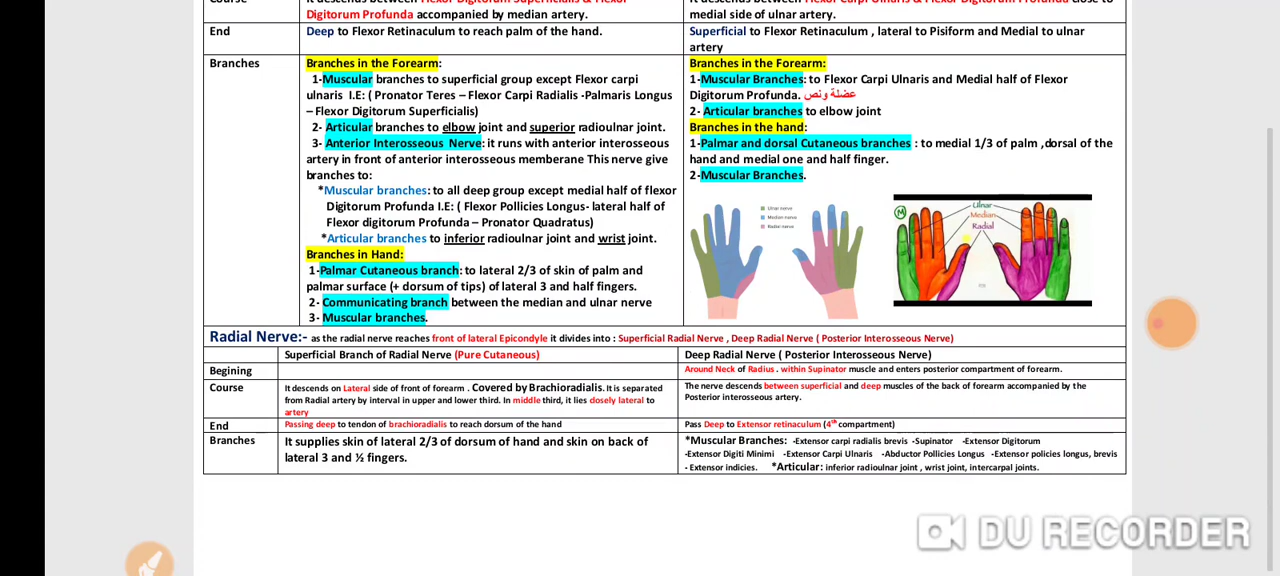 Course
It descends between Flexor Digitorum Superficialis & Flexor
Digitorum Profunda accompanied by median artery.
It descends between Flexor Carpi Ulnaris & Flexor Digitorum Profunda close to
medial side of ulnar artery.
End
Deep to Flexor Retinaculum to reach palm of the hand.
Superficial to Flexor Retinaculum , lateral to Pisiform and Medial to ulnar
artery
Branches
Branches in the Forearm:
1-Muscular branches to superficial group except Flexor carpi
ulnaris I.E: ( Pronator Teres – Flexor Carpi Radialis -Palmaris Longus
– Flexor Digitorum Superficialis)
2- Articular branches to elbow joint and superior radioulnar joint.
3- Anterior Interosseous Nerve: it runs with anterior interosseous
artery in front of anterior interosseous memberane This nerve give
branches to:
*Muscular branches: to all deep group except medial half of flexor
Digitorum Profunda I.E: ( Flexor Pollicies Longus- lateral half of
Flexor digitorum Profunda – Pronator Quadratus)
*Articular branches to inferior radioulnar joint and wrist joint.
Branches in Hand:
1-Palmar Cutaneous branch: to lateral 2/3 of skin of palm and
palmar surface (+ dorsum of tips) of lateral 3 and half fingers.
2- Communicating branch between the median and ulnar nerve
3- Muscular branches.
Branches in the Forearm:
1-Muscular Branches: to Flexor Carpi Ulnaris and Medial half of Flexor
Digitorum Profunda. عضلة ونص
2- Articular branches to elbow joint
Branches in the hand:
1-Palmar and dorsal Cutaneous branches : to medial 1/3 of palm ,dorsal of the
hand and medial one and half finger.
2-Muscular Branches.
Ulnar nerve
Median nerve
Radial nerve
M
Ulnar
Median
Radial
Radial Nerve:- as the radial nerve reaches front of lateral Epicondyle it divides into : Superficial Radial Nerve , Deep Radial Nerve ( Posterior Interosseous Nerve)
Superficial Branch of Radial Nerve (Pure Cutaneous)
Deep Radial Nerve ( Posterior Interosseous Nerve)
Begining
Around Neck of Radius . within Supinator muscle and enters posterior compartment of forearm.
Course
It descends on Lateral side of front of forearm . Covered by Brachioradialis. It is separated
from Radial artery by interval in upper and lower third. In middle third, it lies closely lateral to
artery
The nerve descends between superficial and deep muscles of the back of forearm accompanied by the
Posterior interosseous artery.
End
Passing deep to tendon of brachioradialis to reach dorsum of the hand
Pass Deep to Extensor retinaculum (4th compartment)
Branches
It supplies skin of lateral 2/3 of dorsum of hand and skin on back of
lateral 3 and ½ fingers.
*Muscular Branches: -Extensor carpi radialis brevis -Supinator -Extensor Digitorum
-Extensor Digiti Minimi -Extensor Carpi Ulnaris -Abductor Pollicies Longus -Extensor policies longus, brevis
- Extensor indicies. *Articular: inferior radioulnar joint , wrist joint, intercarpal joints.
DU RECORDER